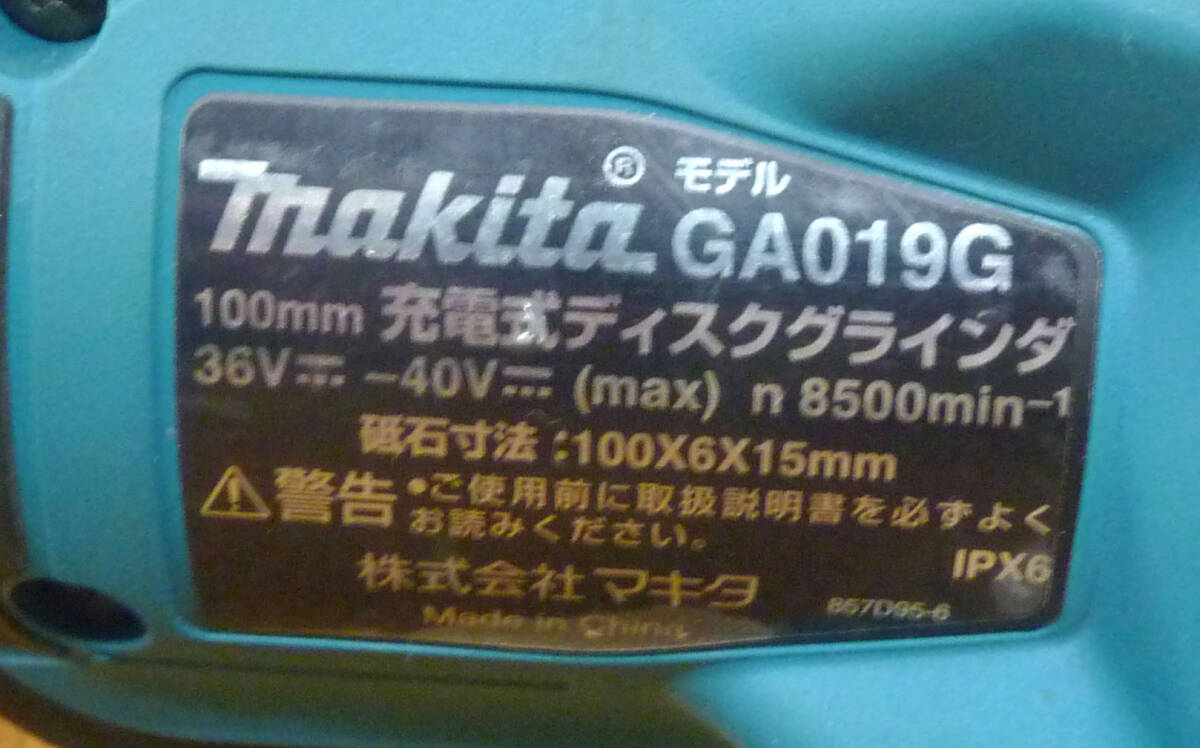 makita® モデル GA019G
100mm 充電式ディスクグラインダ
36V⎓ -40V⎓ (max) n 8500min-1
砥石寸法:100X6X15mm
⚠警告 •ご使用前に取扱説明書を必ずよく
お読みください。
IPX6
株式会社 マキタ
857D95-6
Made in China